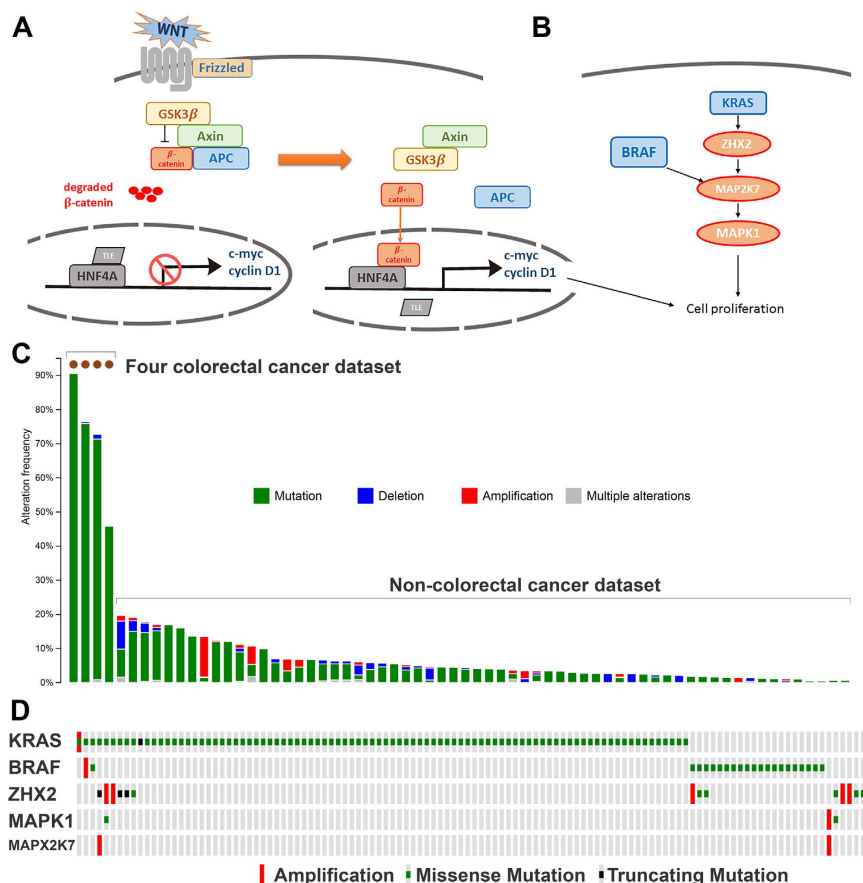 A
WNT
Frizzled
GSK3β
Axin
β-
catenin
APC
degraded
β-catenin
TLE
HNF4A
c-myc
cyclin D1
Axin
GSK3β
β-
catenin
APC
β-
catenin
HNF4A
TLE
c-myc
cyclin D1
B
KRAS
ZHX2
BRAF
MAP2K7
MAPK1
Cell proliferation
C
Four colorectal cancer dataset
Alteration frequency
90%
80%
70%
60%
50%
40%
30%
20%
10%
0%
Mutation
Deletion
Amplification
Multiple alterations
Non-colorectal cancer dataset
D
KRAS
BRAF
ZHX2
MAPK1
MAPX2K7
Amplification
Missense Mutation
Truncating Mutation